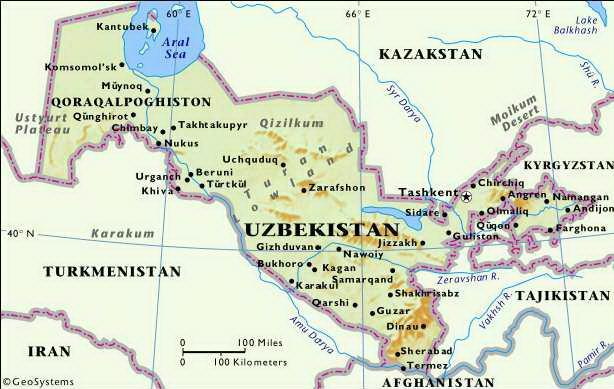 60°E
66°E
72°E
Kantubek
Aral
Sea
Lake
Balkhash
KAZAKSTAN
Komsomol'sk
Shū R.
Mŭynoq
Syr Darya
QORAQALPOGHISTON
Moikum
Desert
Ustyurt
Plateau
Qŭnghirot
Takhtakupyr
Qizilkum
Chimbay
Nukus
KYRGYZSTAN
Uchquduq
Turan
Lowland
Urganch
Beruni
Tŭrtkŭl
Khiva
Zarafshon
Tashkent
Chirchiq
Angren
Namangan
Sidare
Olmaliq
Andijon
Qŭqon
Farghona
Guliston
40°N
Karakum
UZBEKISTAN
Gizhduvan
Nawoiy
Jizzakh
Bukhoro
Kagan
Samarqand
Zeravshan R.
TURKMENISTAN
Karakul
Shakhrisabz
TAJIKISTAN
Qarshi
Guzar
Vakhsh R.
Amu Darya
Dinau
0 100 Miles
0 100 Kilometers
Pamir R.
IRAN
Sherabad
Termez
AFGHANISTAN
©GeoSystems